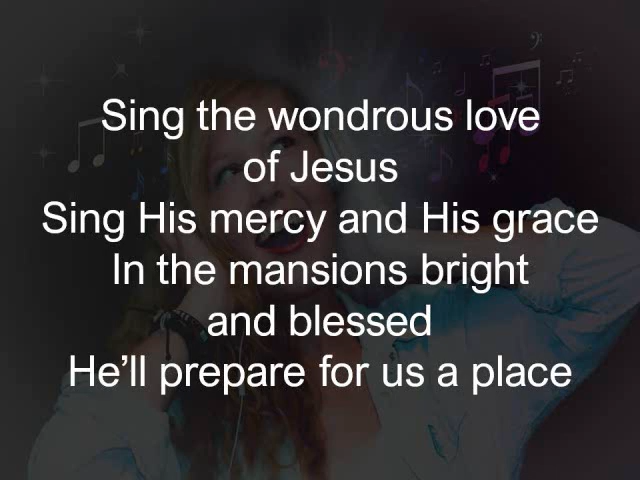 Sing the wondrous love
of Jesus
Sing His mercy and His grace
In the mansions bright
and blessed
He’ll prepare for us a place